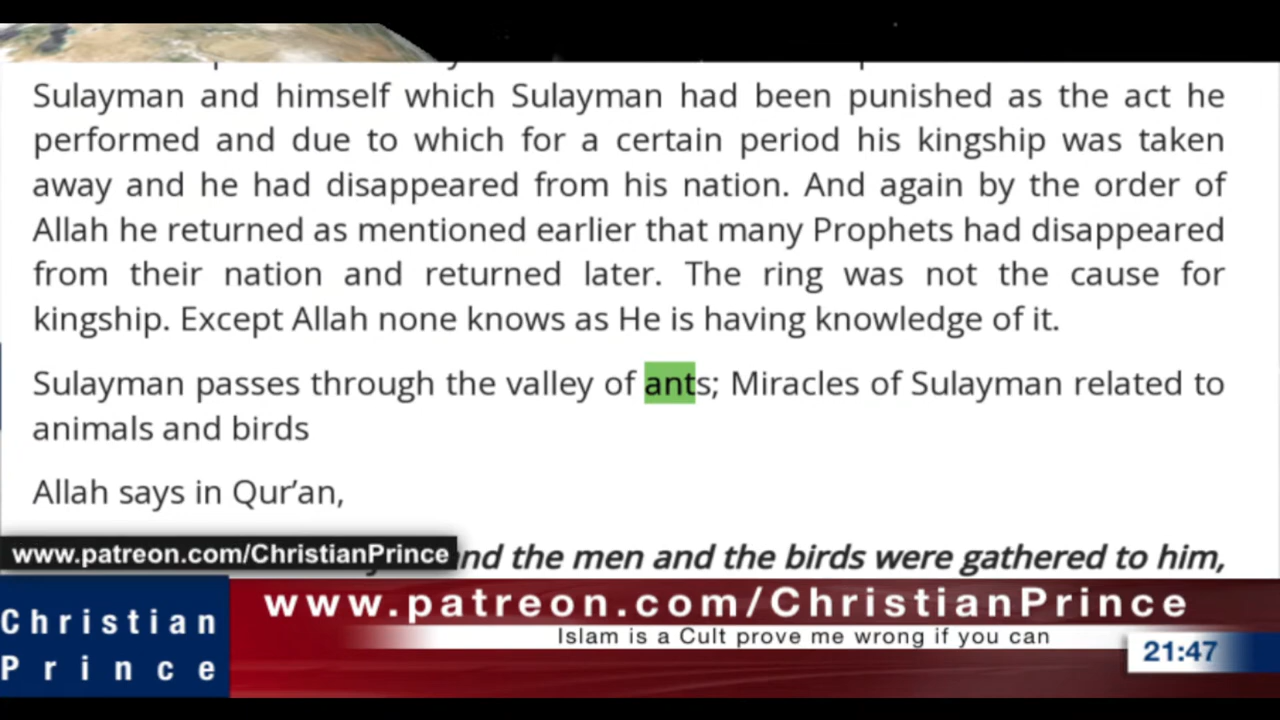 Sulayman and himself which Sulayman had been punished as the act he
performed and due to which for a certain period his kingship was taken
away and he had disappeared from his nation. And again by the order of
Allah he returned as mentioned earlier that many Prophets had disappeared
from their nation and returned later. The ring was not the cause for
kingship. Except Allah none knows as He is having knowledge of it.
Sulayman passes through the valley of ants; Miracles of Sulayman related to
animals and birds
Allah says in Qur’an,
and the men and the birds were gathered to him,
www.patreon.com/ChristianPrince
www.patreon.com/ChristianPrince
Islam is a Cult prove me wrong if you can
Christian
Prince
21:47